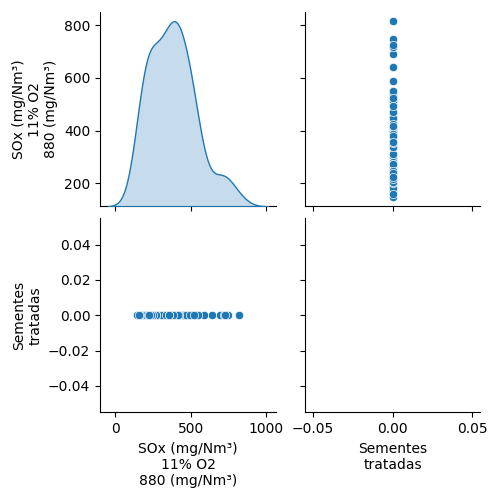 800
600
400
200
SOx (mg/Nm³)
11% O2
880 (mg/Nm³)
0.04
0.02
0.00
−0.02
−0.04
Sementes
tratadas
0
500
1000
SOx (mg/Nm³)
11% O2
880 (mg/Nm³)
−0.05
0.00
0.05
Sementes
tratadas